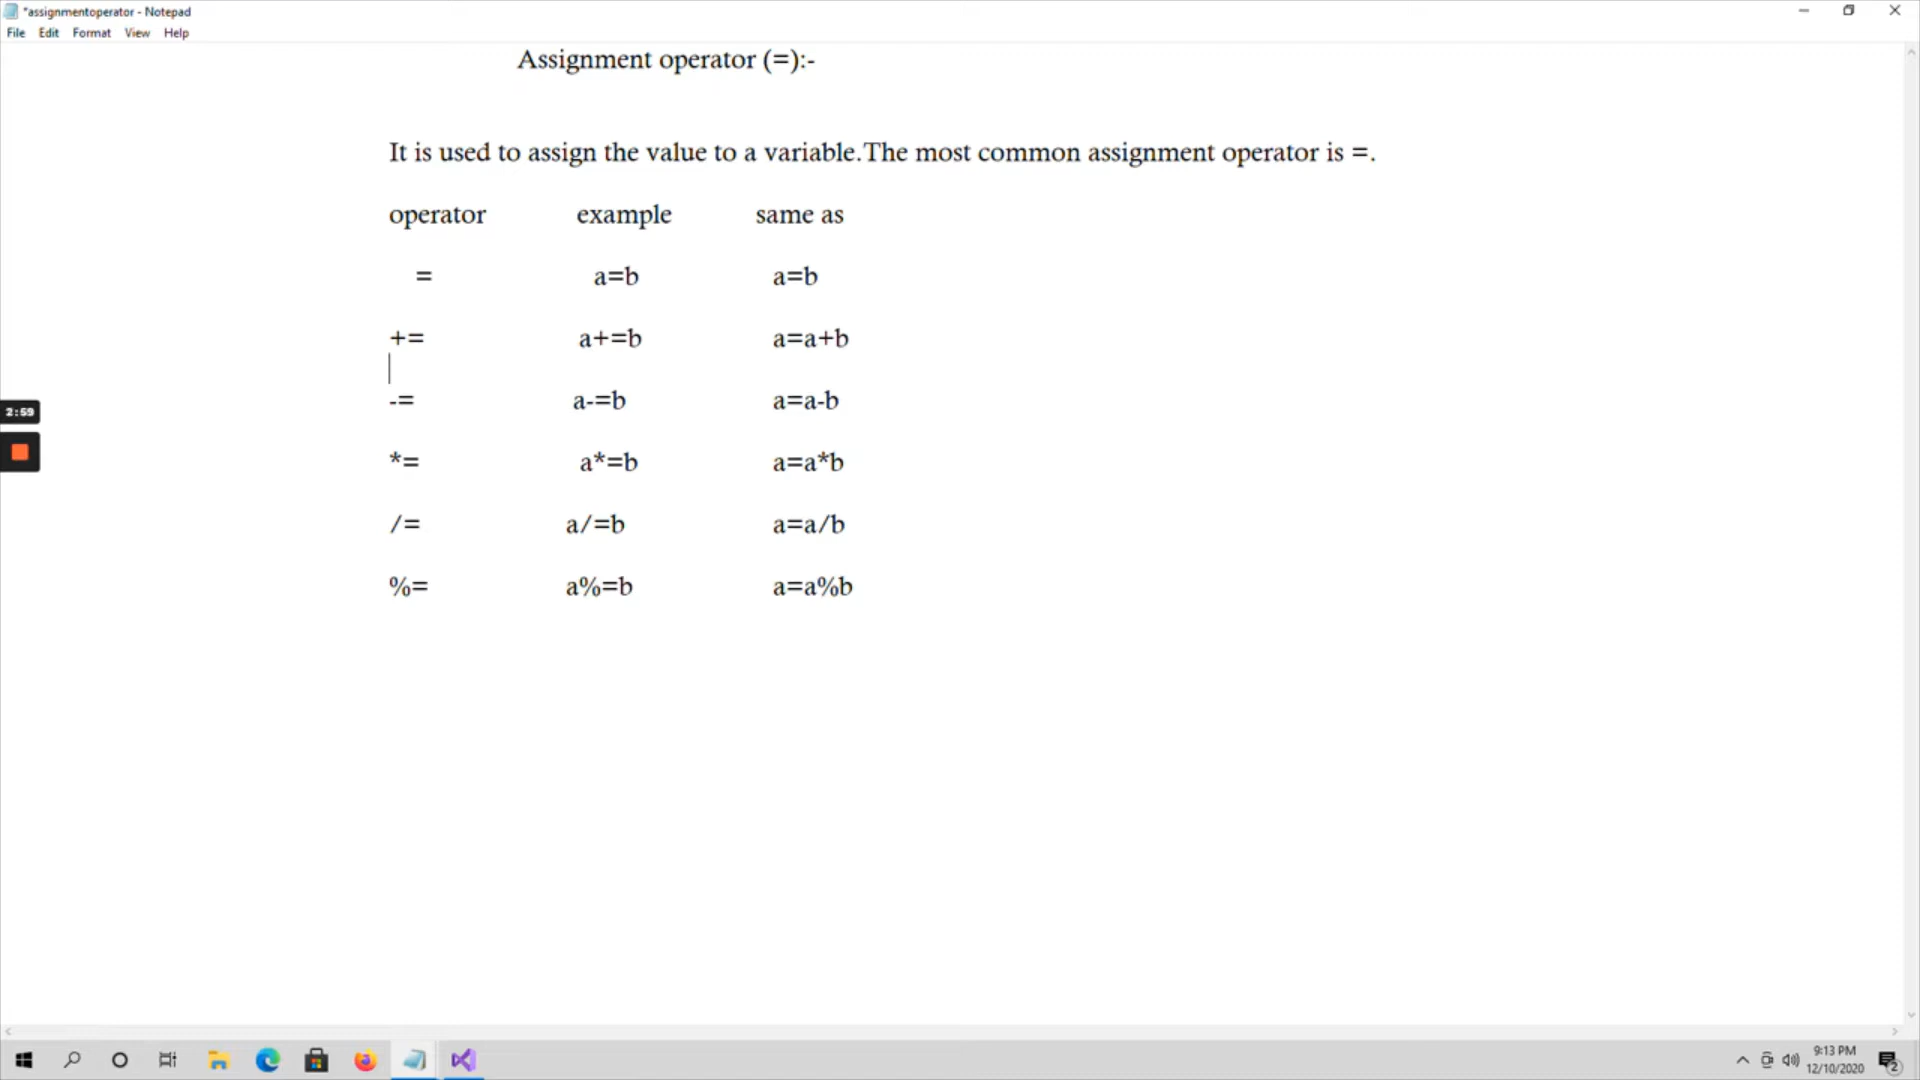 *assignmentoperator - Notepad
File Edit Format View Help
Assignment operator (=):-
It is used to assign the value to a variable.The most common assignment operator is =.
operator example same as
= a=b a=b
+= a+=b a=a+b
-= a-=b a=a-b
*= a*=b a=a*b
/= a/=b a=a/b
%= a%=b a=a%b
2:59
9:13 PM
12/10/2020
2